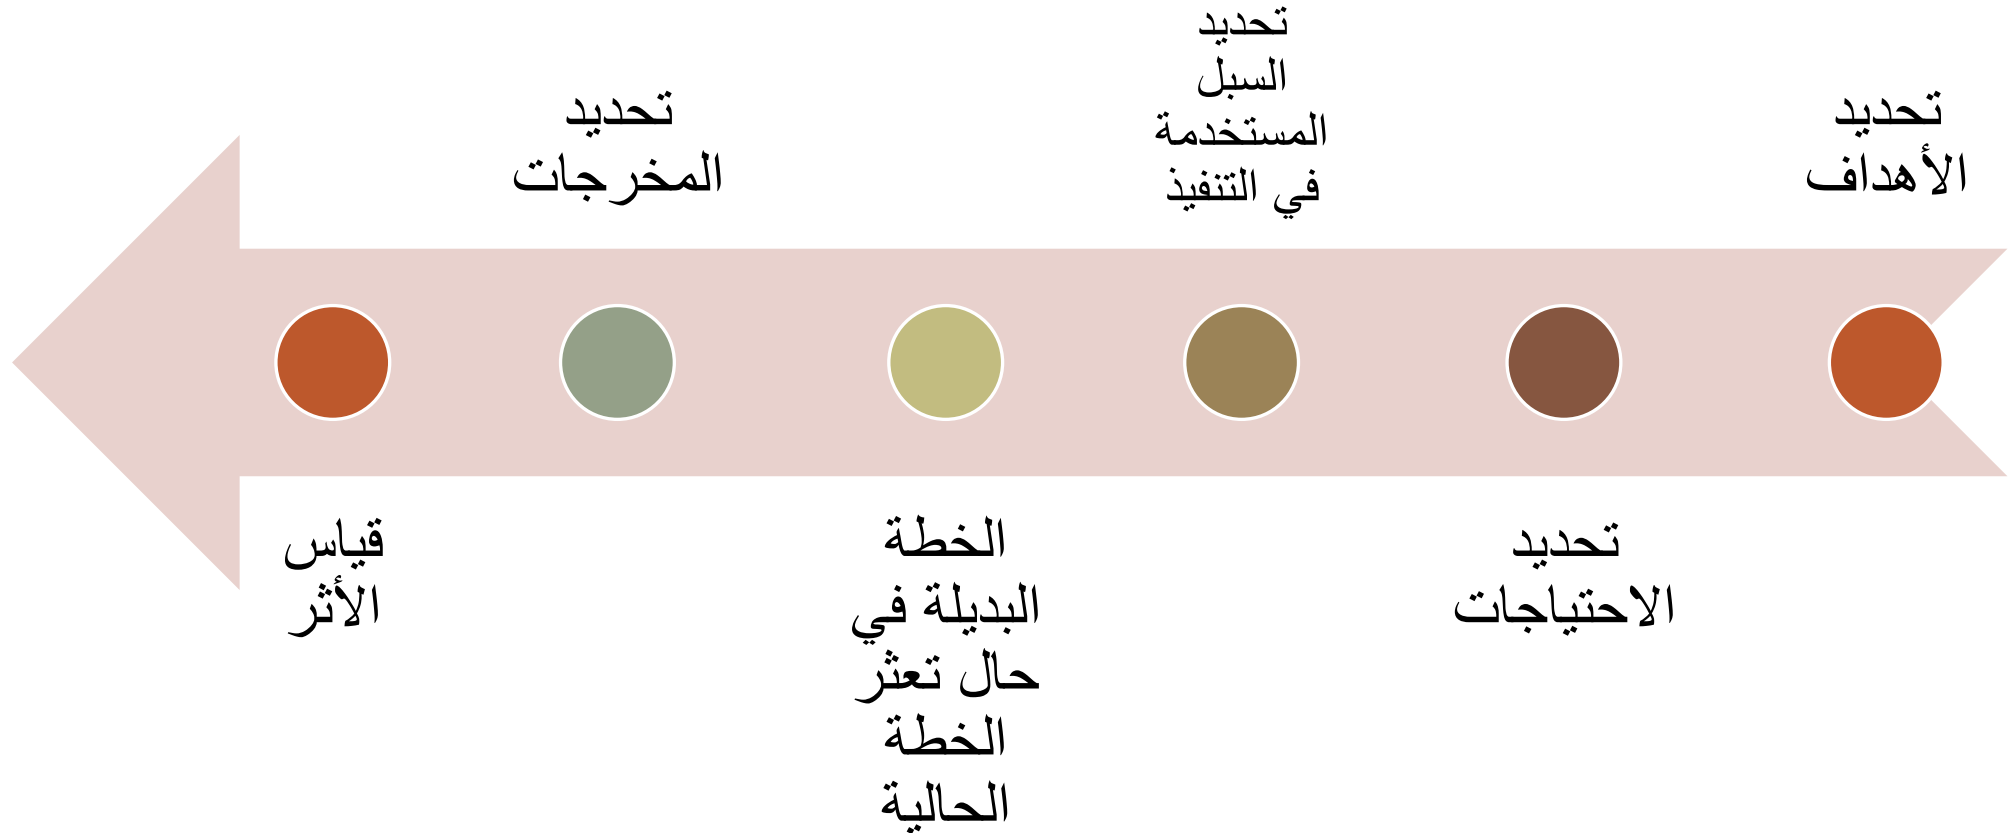 تحديد
الأهداف
تحديد
الاحتياجات
تحديد
السبل
المستخدمة
في التنفيذ
الخطة
البديلة في
حال تعثر
الخطة
الحالية
تحديد
المخرجات
قياس
الأثر